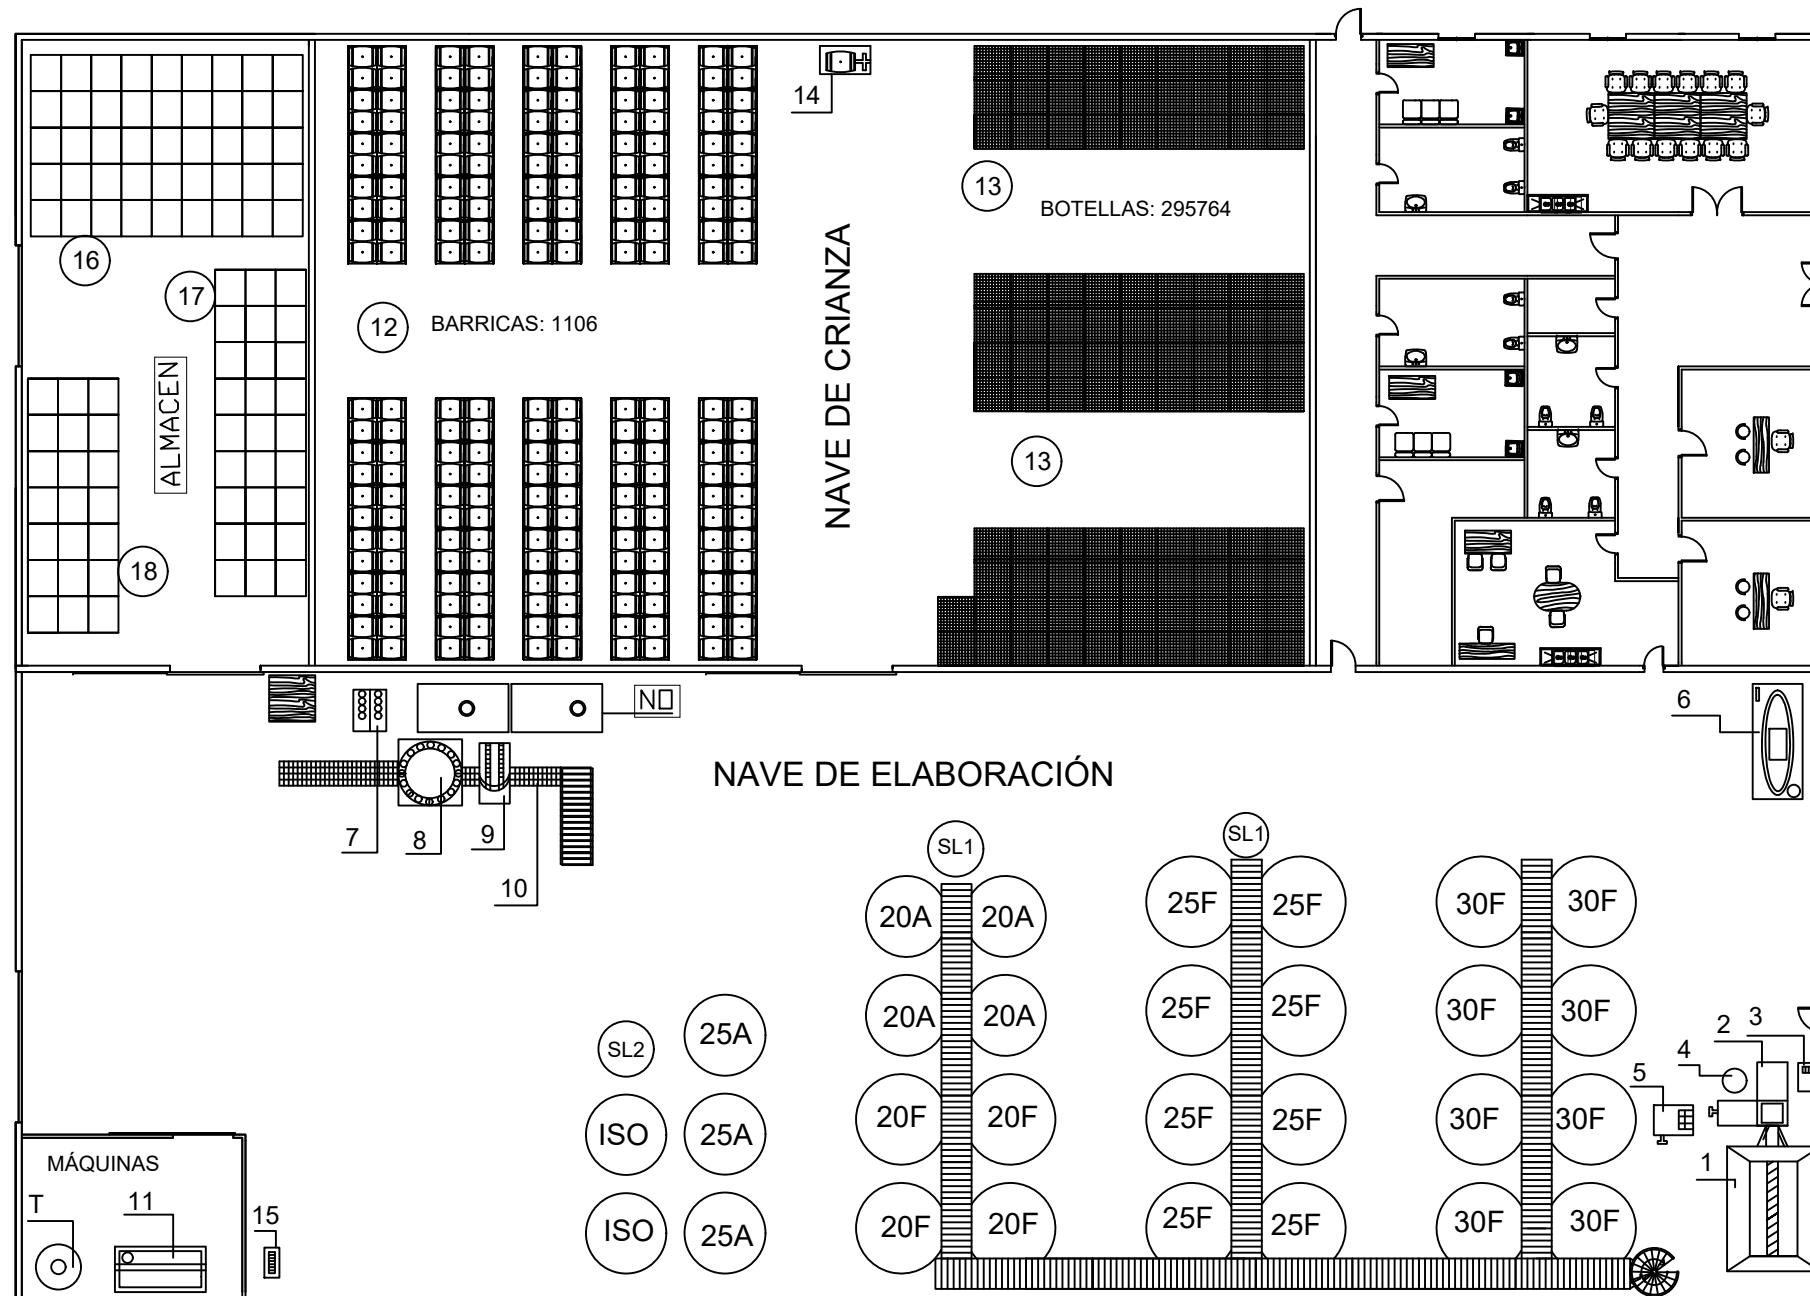 14
13
BOTELLAS: 295764
16
17
12
BARRICAS: 1106
NAVE DE CRIANZA
ALMACEN
13
18
NO
6
NAVE DE ELABORACIÓN
7
8
9
10
SL1
SL1
20A
20A
25F
25F
30F
30F
20A
20A
25F
25F
30F
30F
SL2
25A
2
3
4
5
ISO
25A
20F
20F
25F
25F
30F
30F
MÁQUINAS
1
T
11
15
ISO
25A
20F
20F
25F
25F
30F
30F